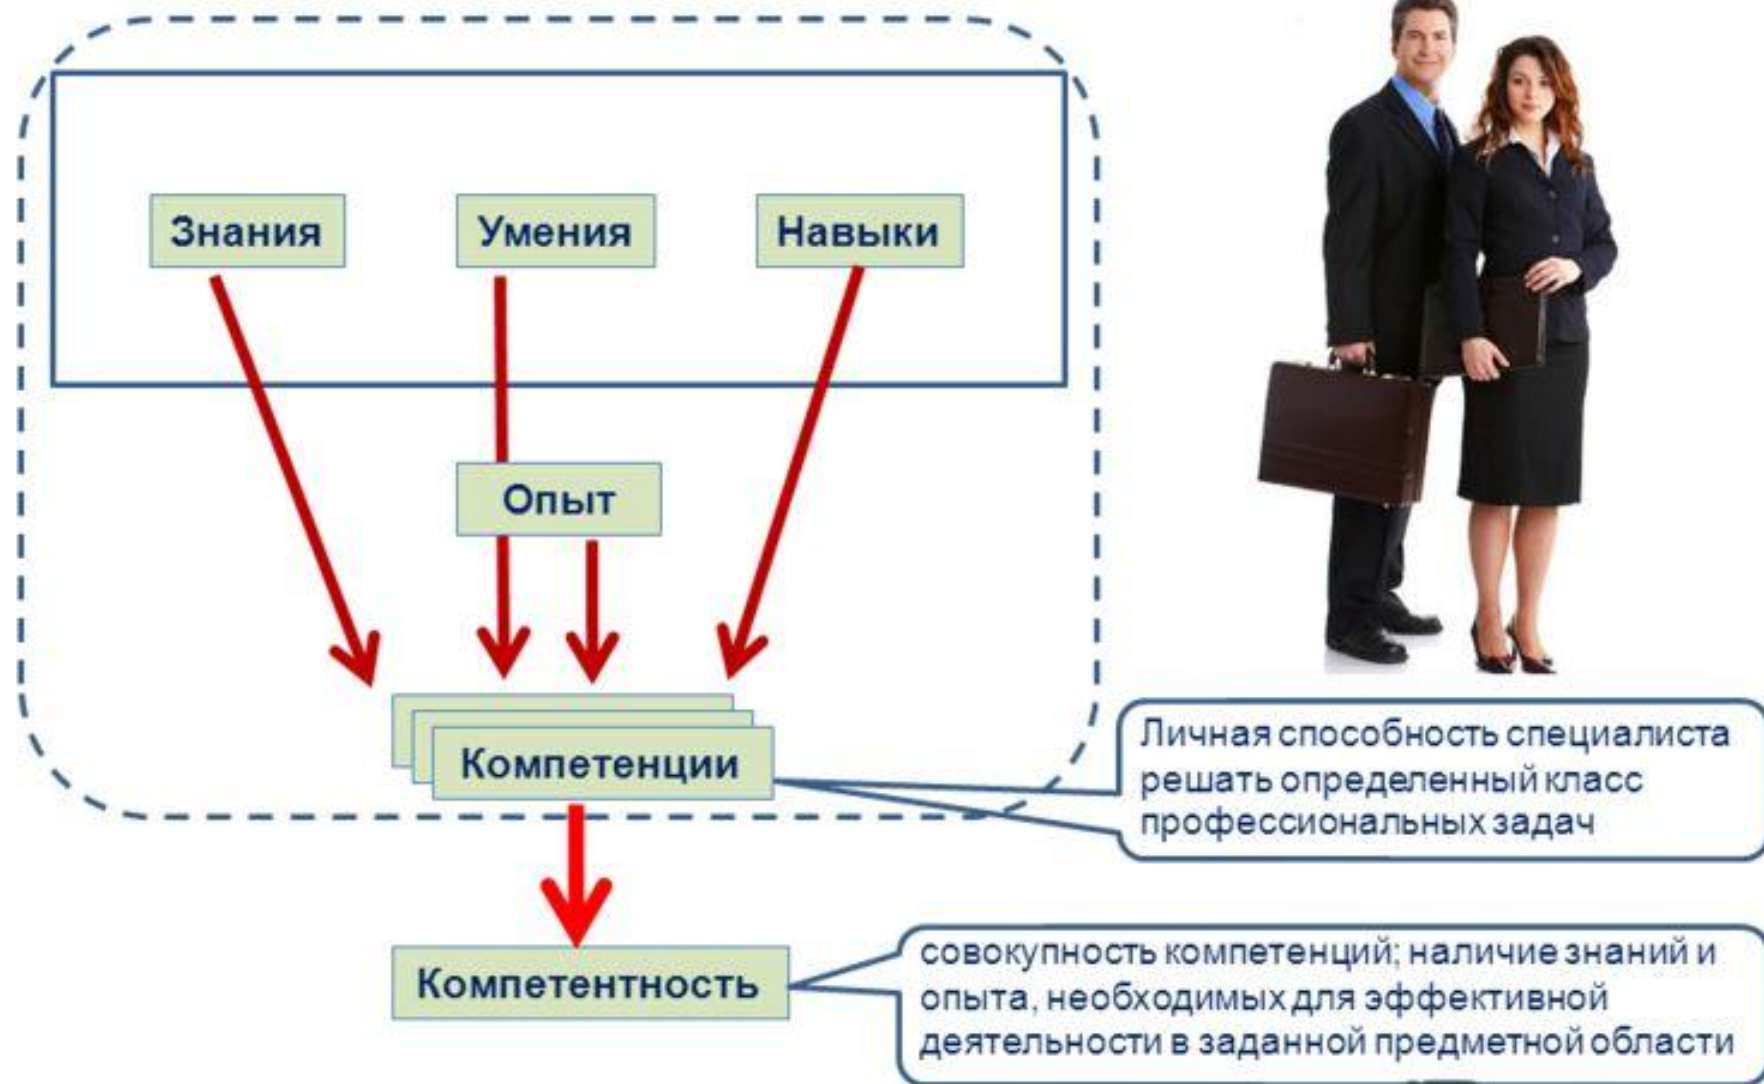 Знания
Умения
Навыки
Опыт
Компетенции
Личная способность специалиста
решать определенный класс
профессиональных задач
Компетентность
совокупность компетенций; наличие знаний и
опыта, необходимых для эффективной
деятельности в заданной предметной области